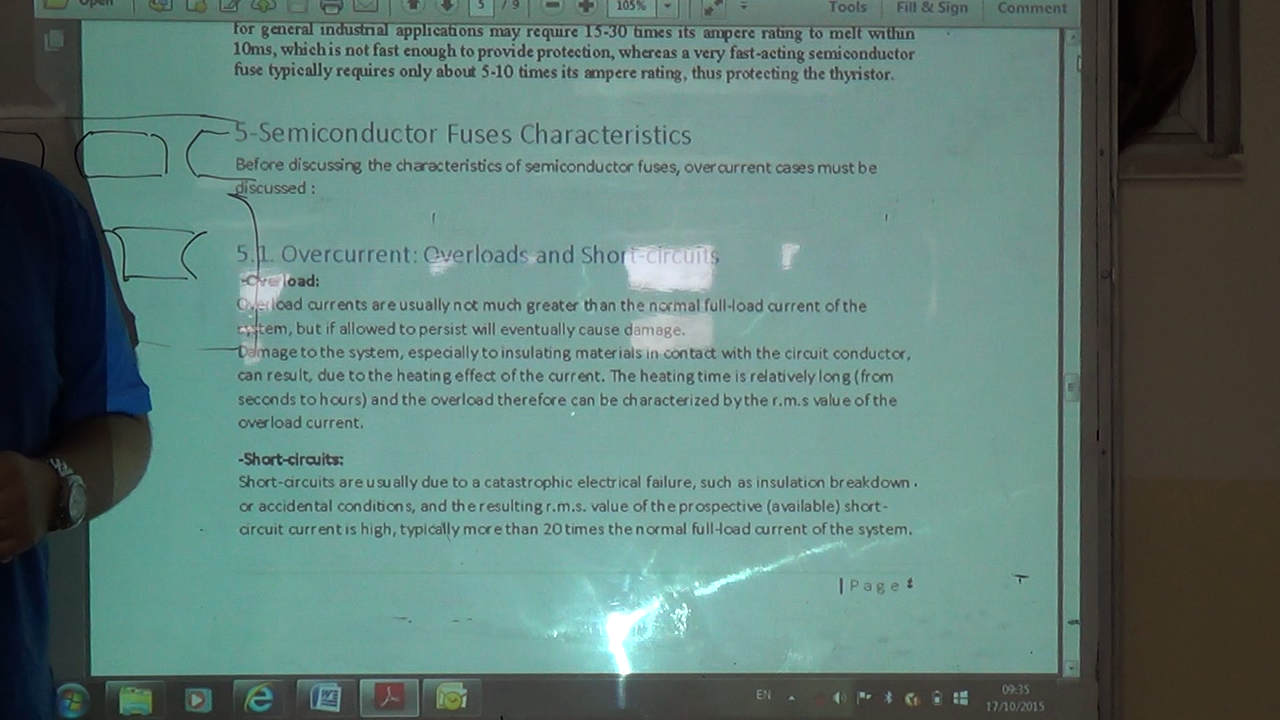 Open
5 / 9
105%
Tools
Fill & Sign
Comment
for general industrial applications may require 15-30 times its ampere rating to melt within
10ms, which is not fast enough to provide protection, whereas a very fast-acting semiconductor
fuse typically requires only about 5-10 times its ampere rating, thus protecting the thyristor.
5-Semiconductor Fuses Characteristics
Before discussing the characteristics of semiconductor fuses, overcurrent cases must be
discussed :
5.1. Overcurrent: Overloads and Short-circuits
-Overload:
Overload currents are usually not much greater than the normal full-load current of the
system, but if allowed to persist will eventually cause damage.
Damage to the system, especially to insulating materials in contact with the circuit conductor,
can result, due to the heating effect of the current. The heating time is relatively long (from
seconds to hours) and the overload therefore can be characterized by the r.m.s value of the
overload current.
-Short-circuits:
Short-circuits are usually due to a catastrophic electrical failure, such as insulation breakdown
or accidental conditions, and the resulting r.m.s. value of the prospective (available) short-
circuit current is high, typically more than 20 times the normal full-load current of the system.
| Page
EN
09:35
17/10/2015